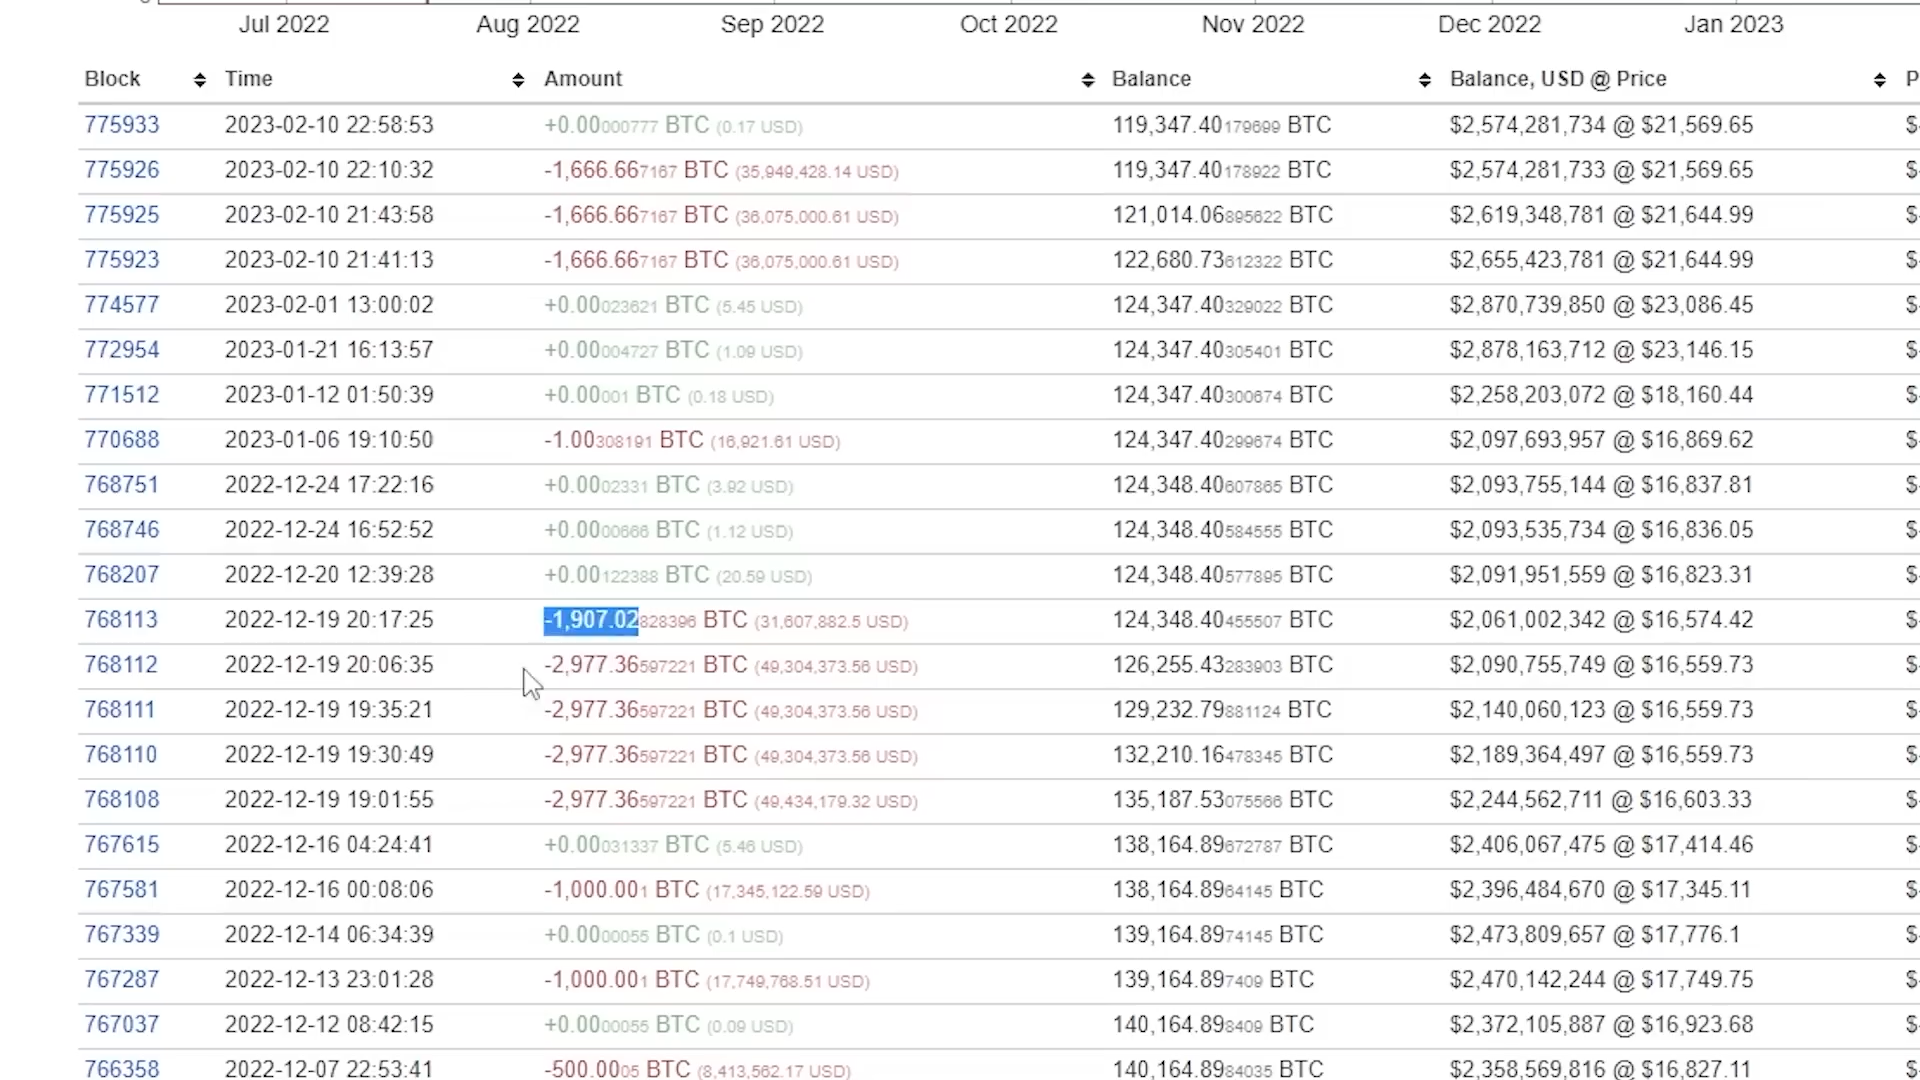 Jul 2022 Aug 2022 Sep 2022 Oct 2022 Nov 2022 Dec 2022 Jan 2023
Block Time Amount Balance Balance, USD @ Price P
775933 2023-02-10 22:58:53 +0.00000777 BTC (0.17 USD) 119,347.40179699 BTC $2,574,281,734 @ $21,569.65 $
775926 2023-02-10 22:10:32 -1,666.667167 BTC (35,949,428.14 USD) 119,347.40178922 BTC $2,574,281,733 @ $21,569.65 $
775925 2023-02-10 21:43:58 -1,666.667167 BTC (36,075,000.61 USD) 121,014.06895622 BTC $2,619,348,781 @ $21,644.99 $
775923 2023-02-10 21:41:13 -1,666.667167 BTC (36,075,000.61 USD) 122,680.73612322 BTC $2,655,423,781 @ $21,644.99 $
774577 2023-02-01 13:00:02 +0.00023621 BTC (5.45 USD) 124,347.40329022 BTC $2,870,739,850 @ $23,086.45 $
772954 2023-01-21 16:13:57 +0.00004727 BTC (1.09 USD) 124,347.40305401 BTC $2,878,163,712 @ $23,146.15 $
771512 2023-01-12 01:50:39 +0.00001 BTC (0.18 USD) 124,347.40300674 BTC $2,258,203,072 @ $18,160.44 $
770688 2023-01-06 19:10:50 -1.00308191 BTC (16,921.61 USD) 124,347.40299674 BTC $2,097,693,957 @ $16,869.62 $
768751 2022-12-24 17:22:16 +0.0002331 BTC (3.92 USD) 124,348.40607865 BTC $2,093,755,144 @ $16,837.81 $
768746 2022-12-24 16:52:52 +0.0000666 BTC (1.12 USD) 124,348.40584555 BTC $2,093,535,734 @ $16,836.05 $
768207 2022-12-20 12:39:28 +0.00122388 BTC (20.59 USD) 124,348.40577895 BTC $2,091,951,559 @ $16,823.31 $
768113 2022-12-19 20:17:25 -1,907.02828396 BTC (31,607,882.5 USD) 124,348.40455507 BTC $2,061,002,342 @ $16,574.42 $
768112 2022-12-19 20:06:35 -2,977.36597221 BTC (49,304,373.56 USD) 126,255.43283903 BTC $2,090,755,749 @ $16,559.73 $
768111 2022-12-19 19:35:21 -2,977.36597221 BTC (49,304,373.56 USD) 129,232.79881124 BTC $2,140,060,123 @ $16,559.73 $
768110 2022-12-19 19:30:49 -2,977.36597221 BTC (49,304,373.56 USD) 132,210.16478345 BTC $2,189,364,497 @ $16,559.73 $
768108 2022-12-19 19:01:55 -2,977.36597221 BTC (49,434,179.32 USD) 135,187.53075566 BTC $2,244,562,711 @ $16,603.33 $
767615 2022-12-16 04:24:41 +0.00031337 BTC (5.46 USD) 138,164.89672787 BTC $2,406,067,475 @ $17,414.46 $
767581 2022-12-16 00:08:06 -1,000.001 BTC (17,345,122.59 USD) 138,164.8964145 BTC $2,396,484,670 @ $17,345.11 $
767339 2022-12-14 06:34:39 +0.0000055 BTC (0.1 USD) 139,164.8974145 BTC $2,473,809,657 @ $17,776.1 $
767287 2022-12-13 23:01:28 -1,000.001 BTC (17,749,768.51 USD) 139,164.897409 BTC $2,470,142,244 @ $17,749.75 $
767037 2022-12-12 08:42:15 +0.0000055 BTC (0.09 USD) 140,164.898409 BTC $2,372,105,887 @ $16,923.68 $
766358 2022-12-07 22:53:41 -500.0005 BTC (8,413,562.17 USD) 140,164.8984035 BTC $2,358,569,816 @ $16,827.11 $